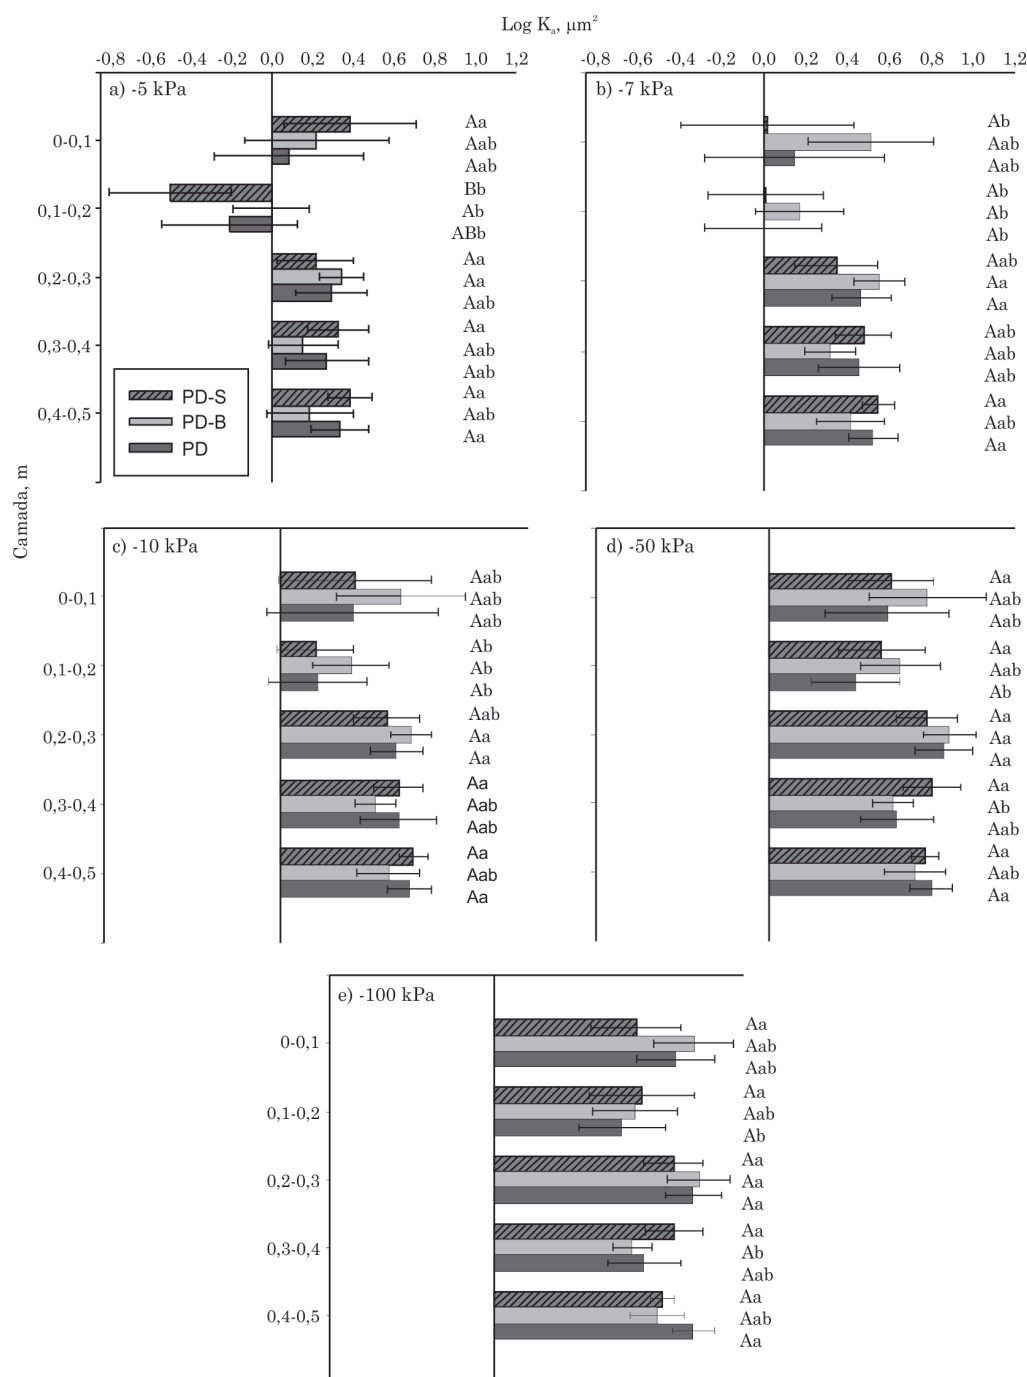 Log Kₐ, μm²
-0,8 -0,6 -0,4 -0,2 0,0 0,2 0,4 0,6 0,8 1,0 1,2
-0,8 -0,6 -0,4 -0,2 0,0 0,2 0,4 0,6 0,8 1,0 1,2
Camada, m
a) -5 kPa
0-0,1
Aa
Aab
Aab
0,1-0,2
Bb
Ab
ABb
0,2-0,3
Aa
Aa
Aab
0,3-0,4
Aa
Aab
Aab
0,4-0,5
Aa
Aab
Aa
PD-S
PD-B
PD
b) -7 kPa
Ab
Aab
Aab
Ab
Ab
Ab
Aab
Aa
Aa
Aab
Aab
Aab
Aa
Aab
Aa
c) -10 kPa
0-0,1
Aab
Aab
Aab
0,1-0,2
Ab
Ab
Ab
0,2-0,3
Aab
Aa
Aa
0,3-0,4
Aa
Aab
Aab
0,4-0,5
Aa
Aab
Aa
d) -50 kPa
Aa
Aab
Aab
Aa
Aab
Ab
Aa
Aa
Aa
Aa
Ab
Aab
Aa
Aab
Aa
e) -100 kPa
0-0,1
Aa
Aab
Aab
0,1-0,2
Aa
Aab
Ab
0,2-0,3
Aa
Aa
Aa
0,3-0,4
Aa
Ab
Aab
0,4-0,5
Aa
Aab
Aa